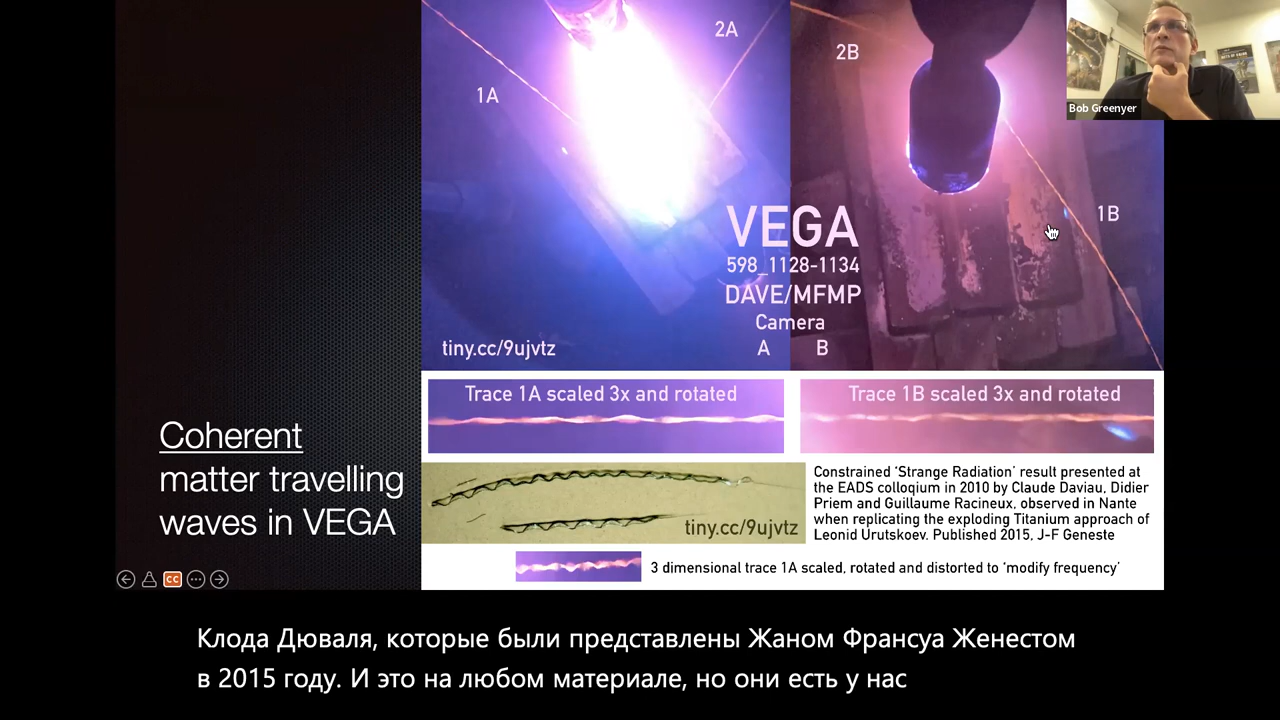 1A
2A
2B
1B
Bob Greenyer
VEGA
598_1128-1134
DAVE/MFMP
Camera
A B
tiny.cc/9ujvtz
Trace 1A scaled 3x and rotated
Trace 1B scaled 3x and rotated
Coherent
matter travelling
waves in VEGA
tiny.cc/9ujvtz
Constrained ‘Strange Radiation’ result presented at
the EADS colloqium in 2010 by Claude Daviau, Didier
Priem and Guillaume Racineux, observed in Nante
when replicating the exploding Titanium approach of
Leonid Urutskoev. Published 2015, J-F Geneste
3 dimensional trace 1A scaled, rotated and distorted to ‘modify frequency’
CC
Клода Дюваля, которые были представлены Жаном Франсуа Женестом
в 2015 году. И это на любом материале, но они есть у нас